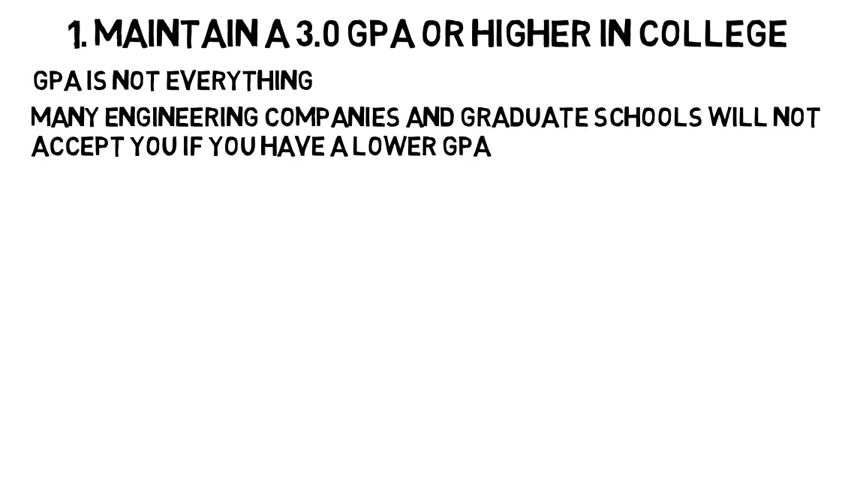 1. MAINTAIN A 3.0 GPA OR HIGHER IN COLLEGE
GPA IS NOT EVERYTHING
MANY ENGINEERING COMPANIES AND GRADUATE SCHOOLS WILL NOT
ACCEPT YOU IF YOU HAVE A LOWER GPA